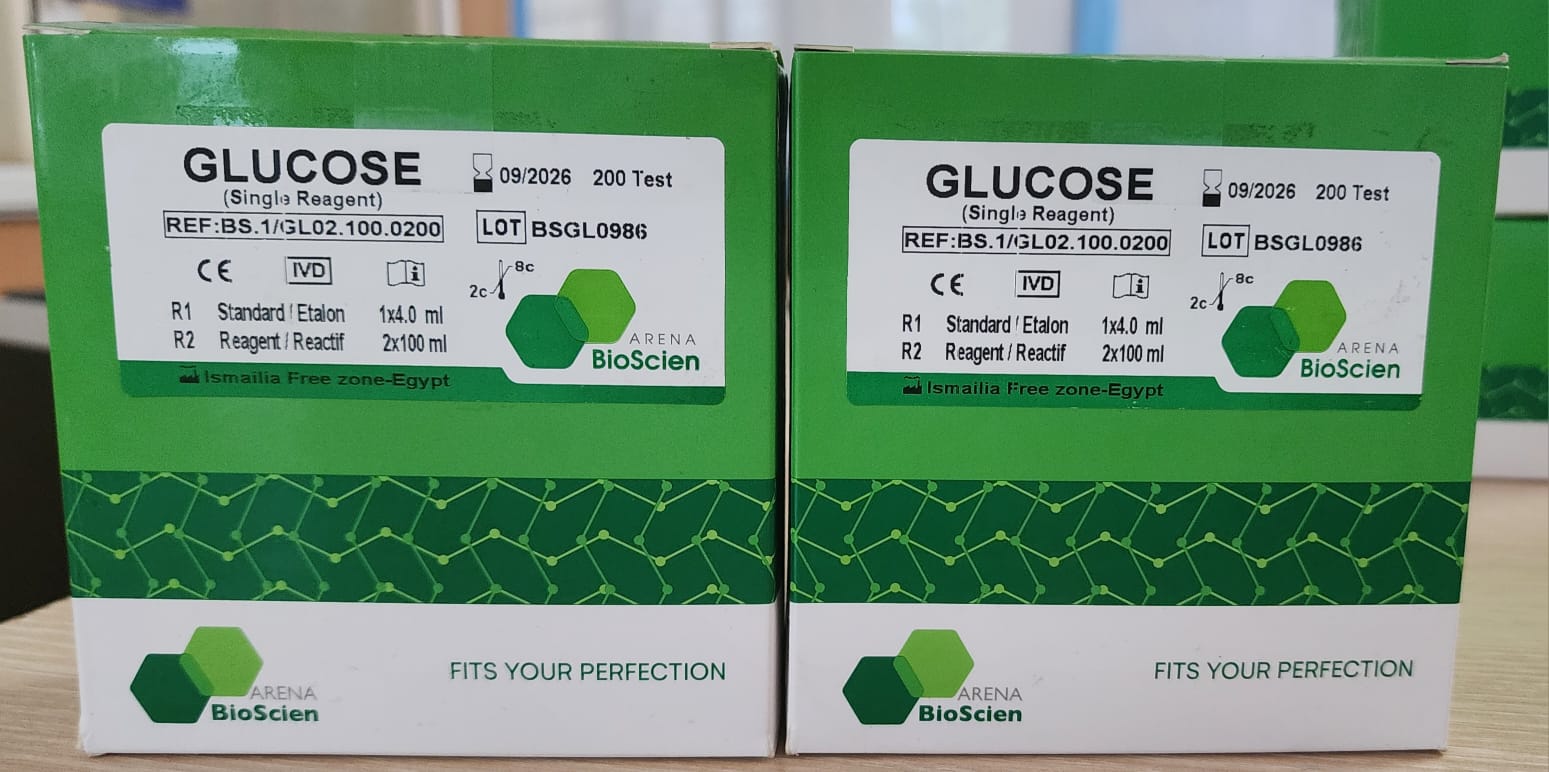 GLUCOSE
09/2026 200 Test
(Single Reagent)
REF:BS.1/GL02.100.0200
LOT BSGL0986
CE IVD i
8c
2c
R1 Standard / Etalon 1x4.0 ml
R2 Reagent / Reactif 2x100 ml
ARENA
BioScien
Ismailia Free zone-Egypt
ARENA
BioScien
FITS YOUR PERFECTION
GLUCOSE
09/2026 200 Test
(Single Reagent)
REF:BS.1/GL02.100.0200
LOT BSGL0986
CE IVD i
8c
2c
R1 Standard / Etalon 1x4.0 ml
R2 Reagent / Reactif 2x100 ml
ARENA
BioScien
Ismailia Free zone-Egypt
ARENA
BioScien
FITS YOUR PERFECTION